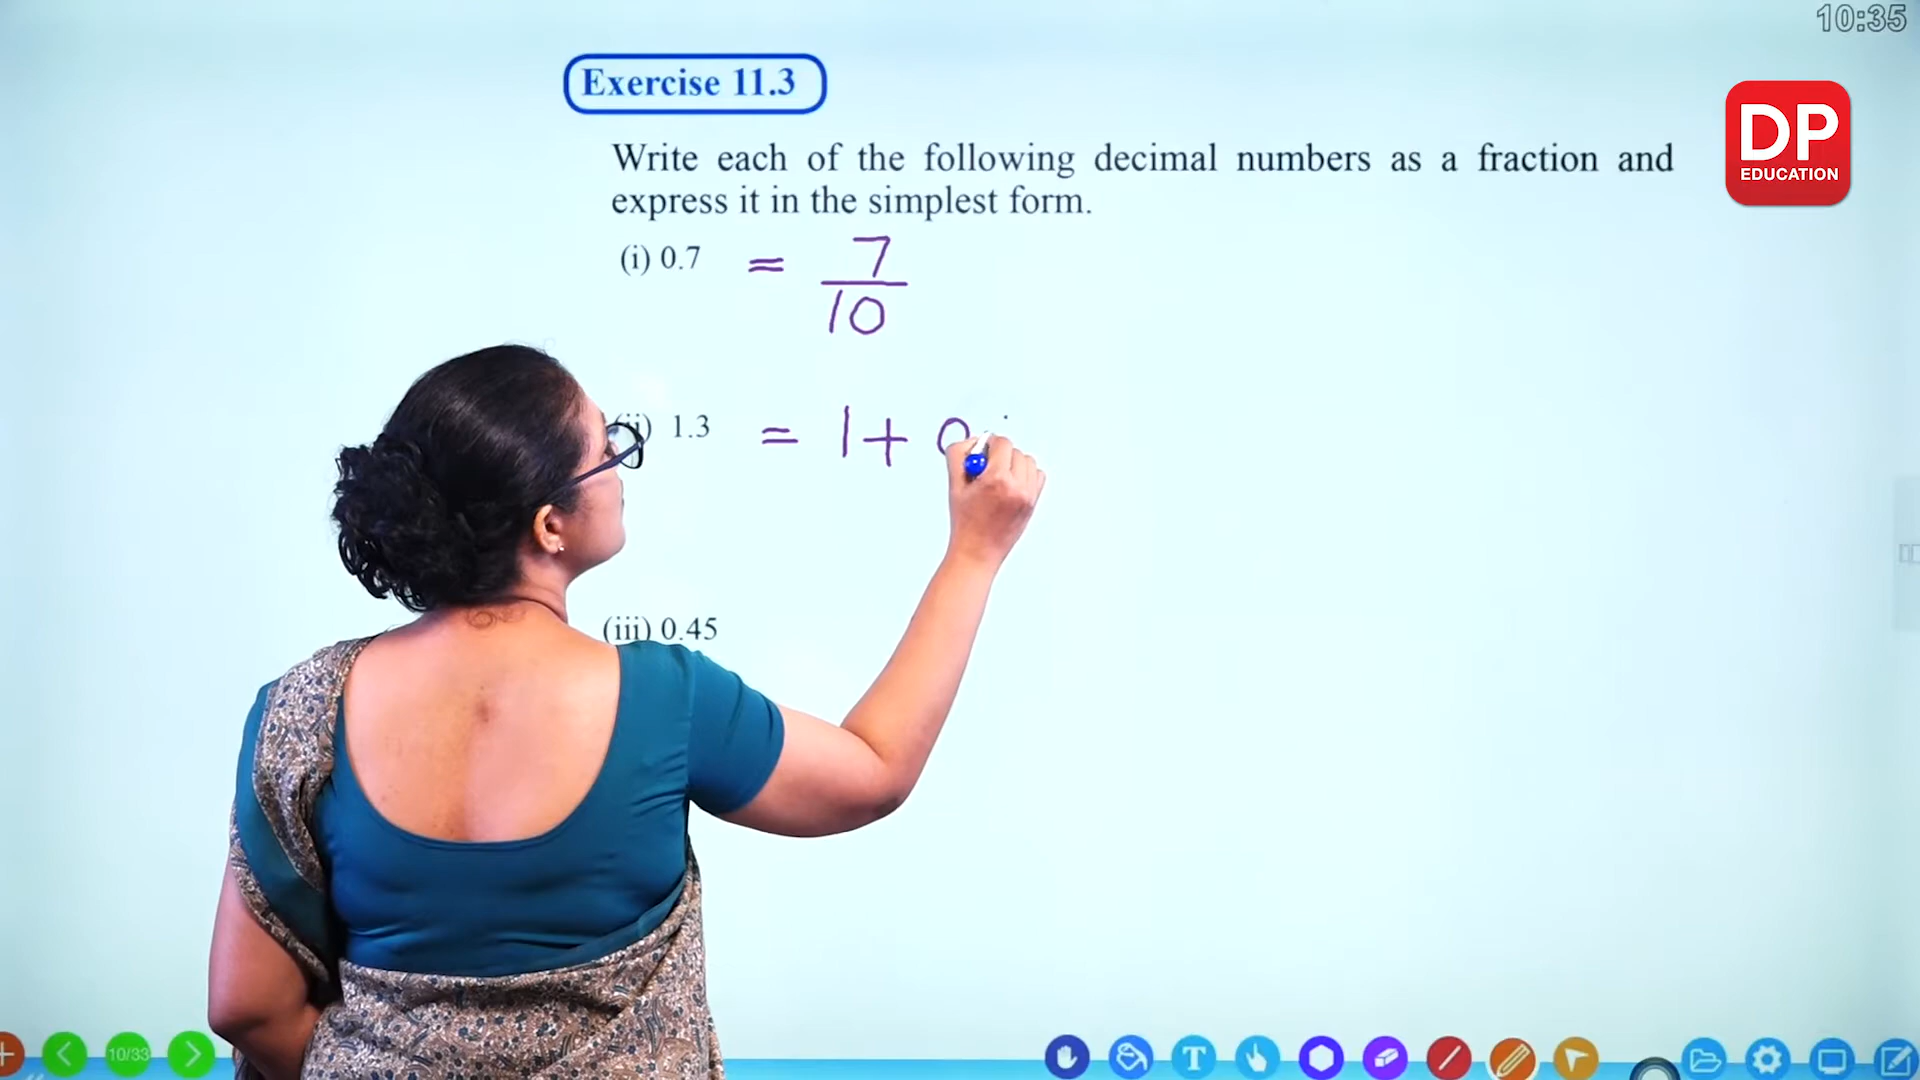 10:35
Exercise 11.3
DP
EDUCATION
Write each of the following decimal numbers as a fraction and
express it in the simplest form.
(i) 0.7 = 7/10
(ii) 1.3 = 1 + 0
(iii) 0.45
10/33
T